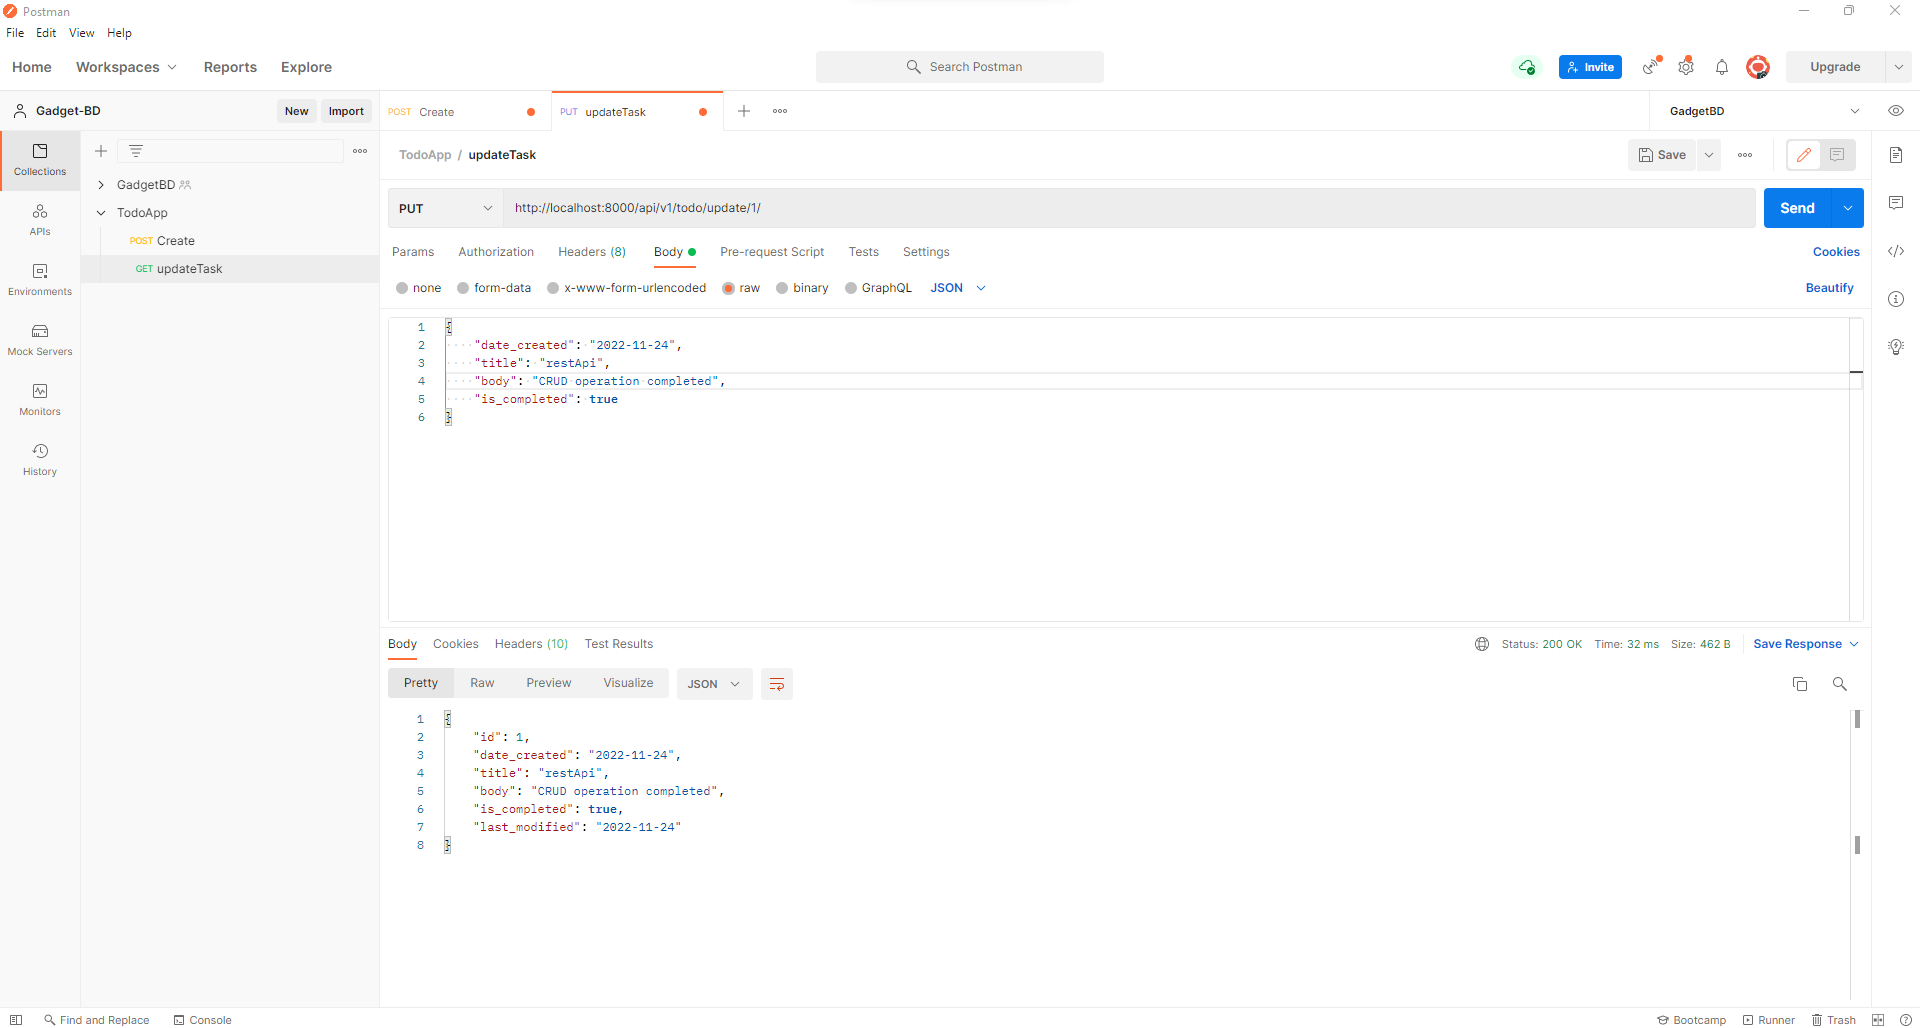 Postman
File Edit View Help
Home Workspaces Reports Explore Search Postman Invite Upgrade
Gadget-BD New Import POST Create PUT updateTask GadgetBD
Collections
APIs
Environments
Mock Servers
Monitors
History
GadgetBD
TodoApp
POST Create
GET updateTask
TodoApp / updateTask Save
PUT http://localhost:8000/api/v1/todo/update/1/ Send
Params Authorization Headers (8) Body Pre-request Script Tests Settings Cookies
none form-data x-www-form-urlencoded raw binary GraphQL JSON Beautify
1 {
2 "date_created": "2022-11-24",
3 "title": "restApi",
4 "body": "CRUD operation completed",
5 "is_completed": true
6 }
Body Cookies Headers (10) Test Results Status: 200 OK Time: 32 ms Size: 462 B Save Response
Pretty Raw Preview Visualize JSON
1 {
2 "id": 1,
3 "date_created": "2022-11-24",
4 "title": "restApi",
5 "body": "CRUD operation completed",
6 "is_completed": true,
7 "last_modified": "2022-11-24"
8 }
Find and Replace Console Bootcamp Runner Trash